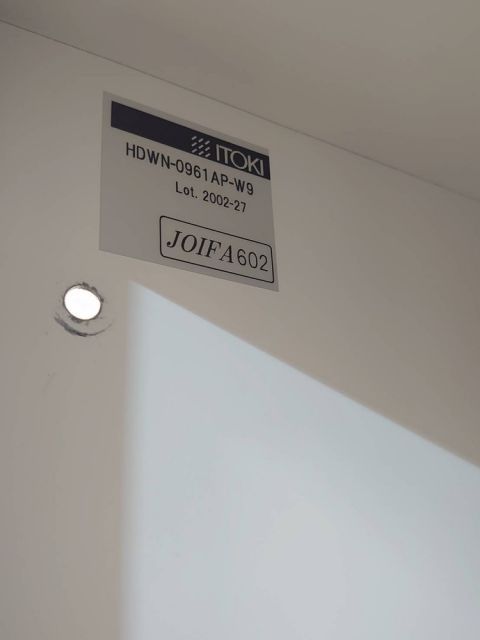 ITOKI
HDWN-0961AP-W9
Lot. 2002-27
JOIFA602